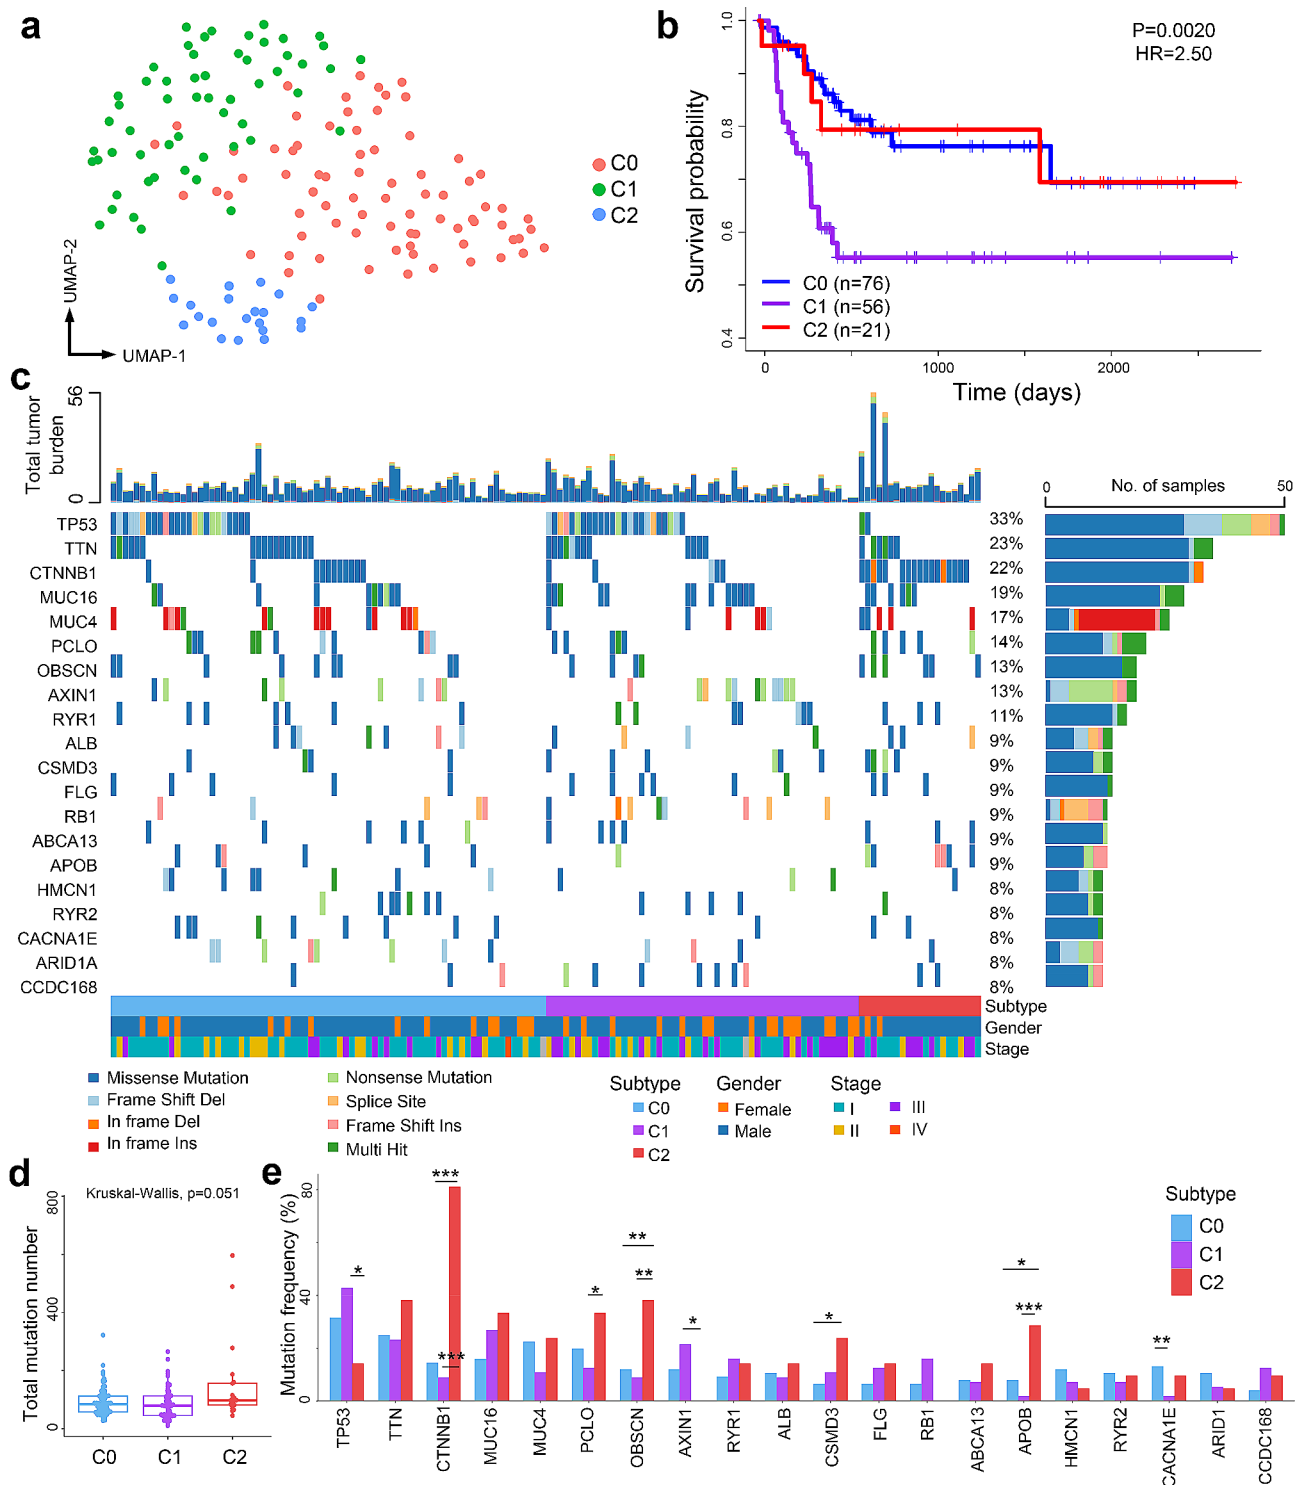 a
C0
C1
C2
UMAP-2
UMAP-1
b
P=0.0020
HR=2.50
Survival probability
1.0
0.8
0.6
0.4
C0 (n=76)
C1 (n=56)
C2 (n=21)
0
1000
2000
Time (days)
c
Total tumor
burden
56
0
0
No. of samples
50
TP53
33%
TTN
23%
CTNNB1
22%
MUC16
19%
MUC4
17%
PCLO
14%
OBSCN
13%
AXIN1
13%
RYR1
11%
ALB
9%
CSMD3
9%
FLG
9%
RB1
9%
ABCA13
9%
APOB
9%
HMCN1
8%
RYR2
8%
CACNA1E
8%
ARID1A
8%
CCDC168
8%
Subtype
Gender
Stage
Missense Mutation
Frame Shift Del
In frame Del
In frame Ins
Nonsense Mutation
Splice Site
Frame Shift Ins
Multi Hit
Subtype
C0
C1
C2
Gender
Female
Male
Stage
I
II
III
IV
d
Kruskal-Wallis, p=0.051
Total mutation number
800
400
0
C0
C1
C2
e
Mutation frequency (%)
80
40
0
*
***
***
*
**
**
*
*
*
***
**
Subtype
C0
C1
C2
TP53
TTN
CTNNB1
MUC16
MUC4
PCLO
OBSCN
AXIN1
RYR1
ALB
CSMD3
FLG
RB1
ABCA13
APOB
HMCN1
RYR2
CACNA1E
ARID1
CCDC168